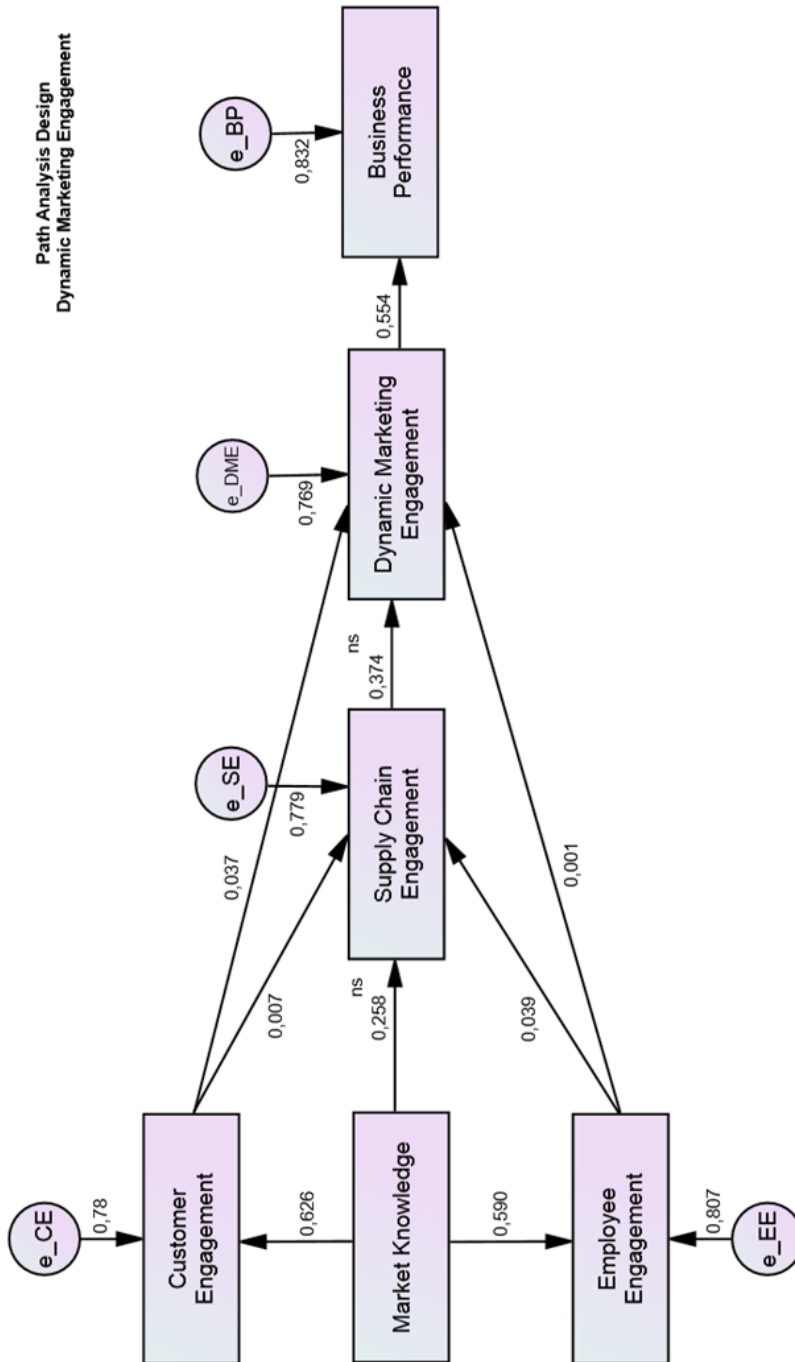 Path Analysis Design
Dynamic Marketing Engagement
e_CE
0,78
Customer
Engagement
0,626
Market Knowledge
0,590
Employee
Engagement
0,807
e_EE
0,037
0,007
ns
0,258
0,039
0,001
e_SE
0,779
Supply Chain
Engagement
ns
0,374
e_DME
0,769
Dynamic Marketing
Engagement
0,554
e_BP
0,832
Business
Performance